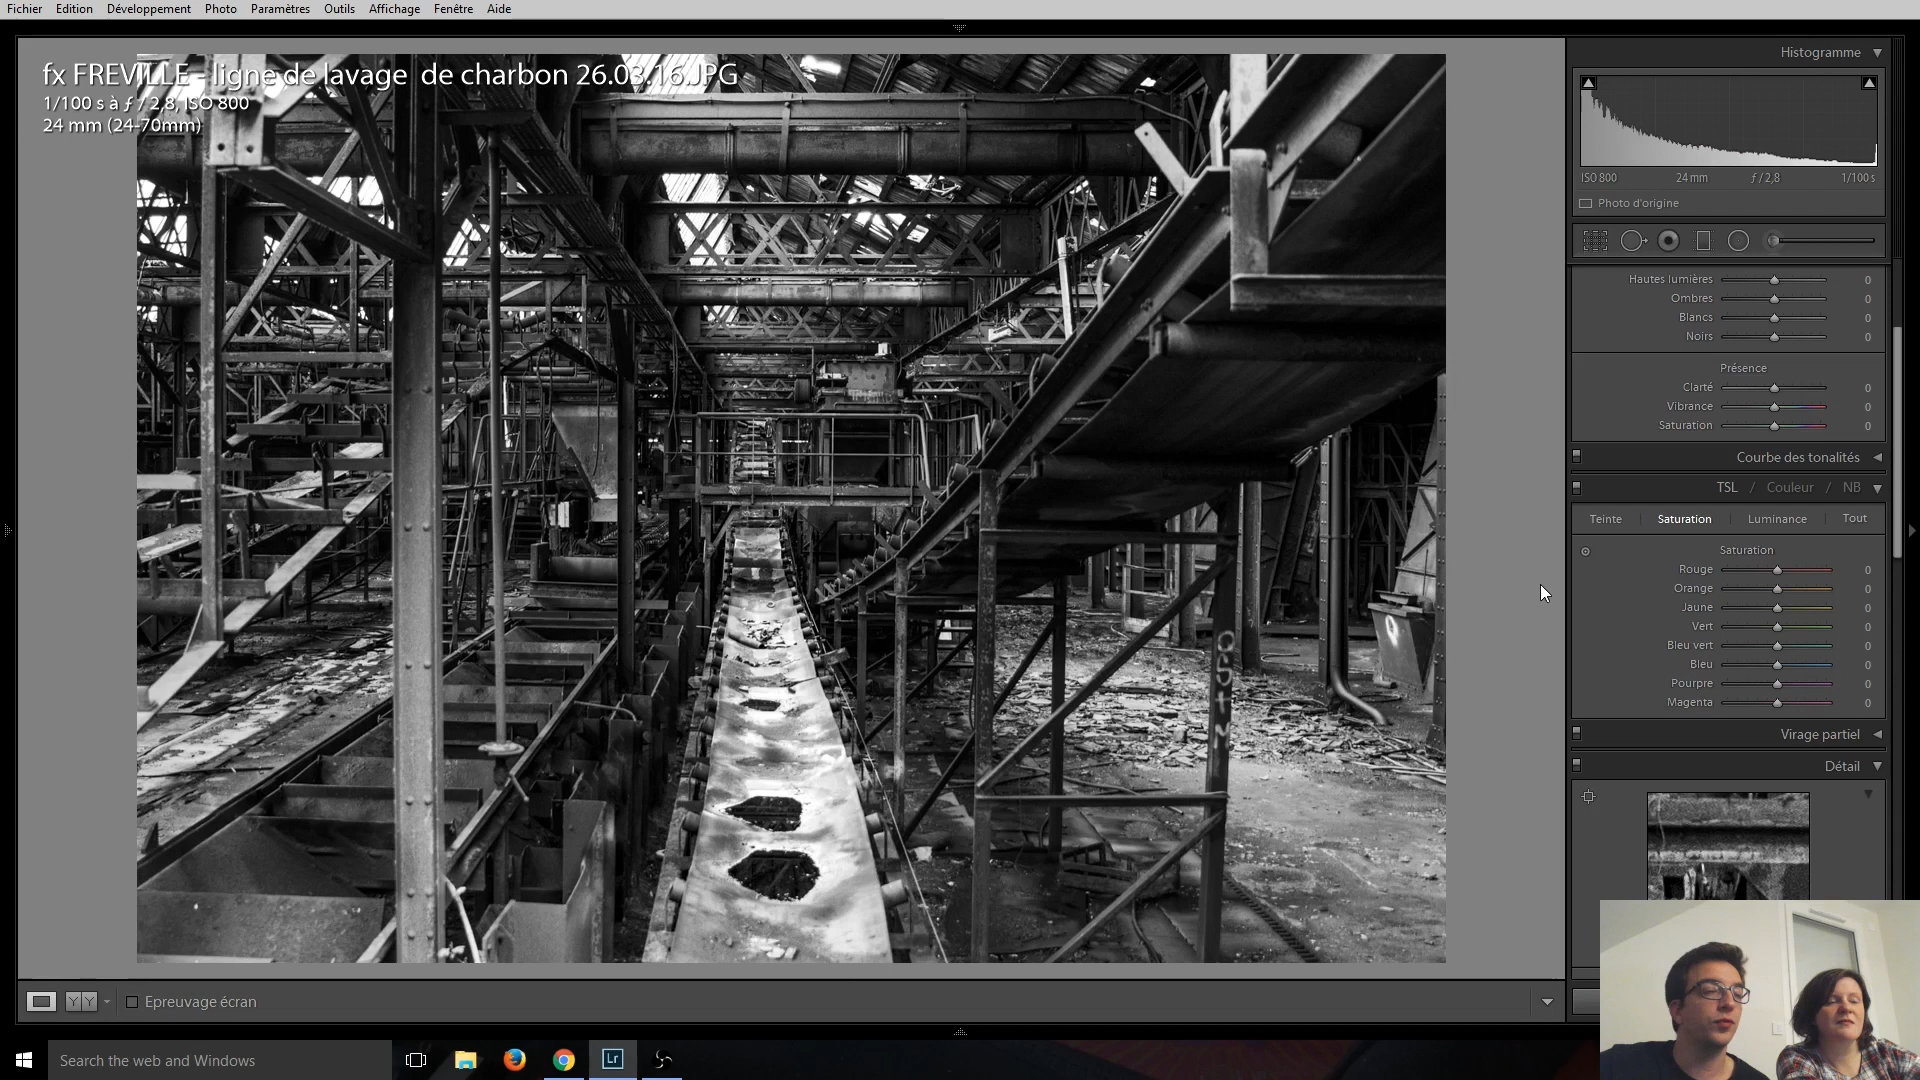 Fichier Edition Développement Photo Paramètres Outils Affichage Fenêtre Aide
fx FREVILLE - ligne de lavage de charbon 26.03.16.JPG
1/100 s à ƒ / 2,8, ISO 800
24 mm (24-70mm)
Histogramme
ISO 800 24 mm ƒ / 2,8 1/100 s
Photo d'origine
Hautes lumières 0
Ombres 0
Blancs 0
Noirs 0
Présence
Clarté 0
Vibrance 0
Saturation 0
Courbe des tonalités
TSL / Couleur / NB
Teinte Saturation Luminance Tout
Saturation
Rouge 0
Orange 0
Jaune 0
Vert 0
Bleu vert 0
Bleu 0
Pourpre 0
Magenta 0
Virage partiel
Détail
YY Epreuvage écran
Search the web and Windows
Lr